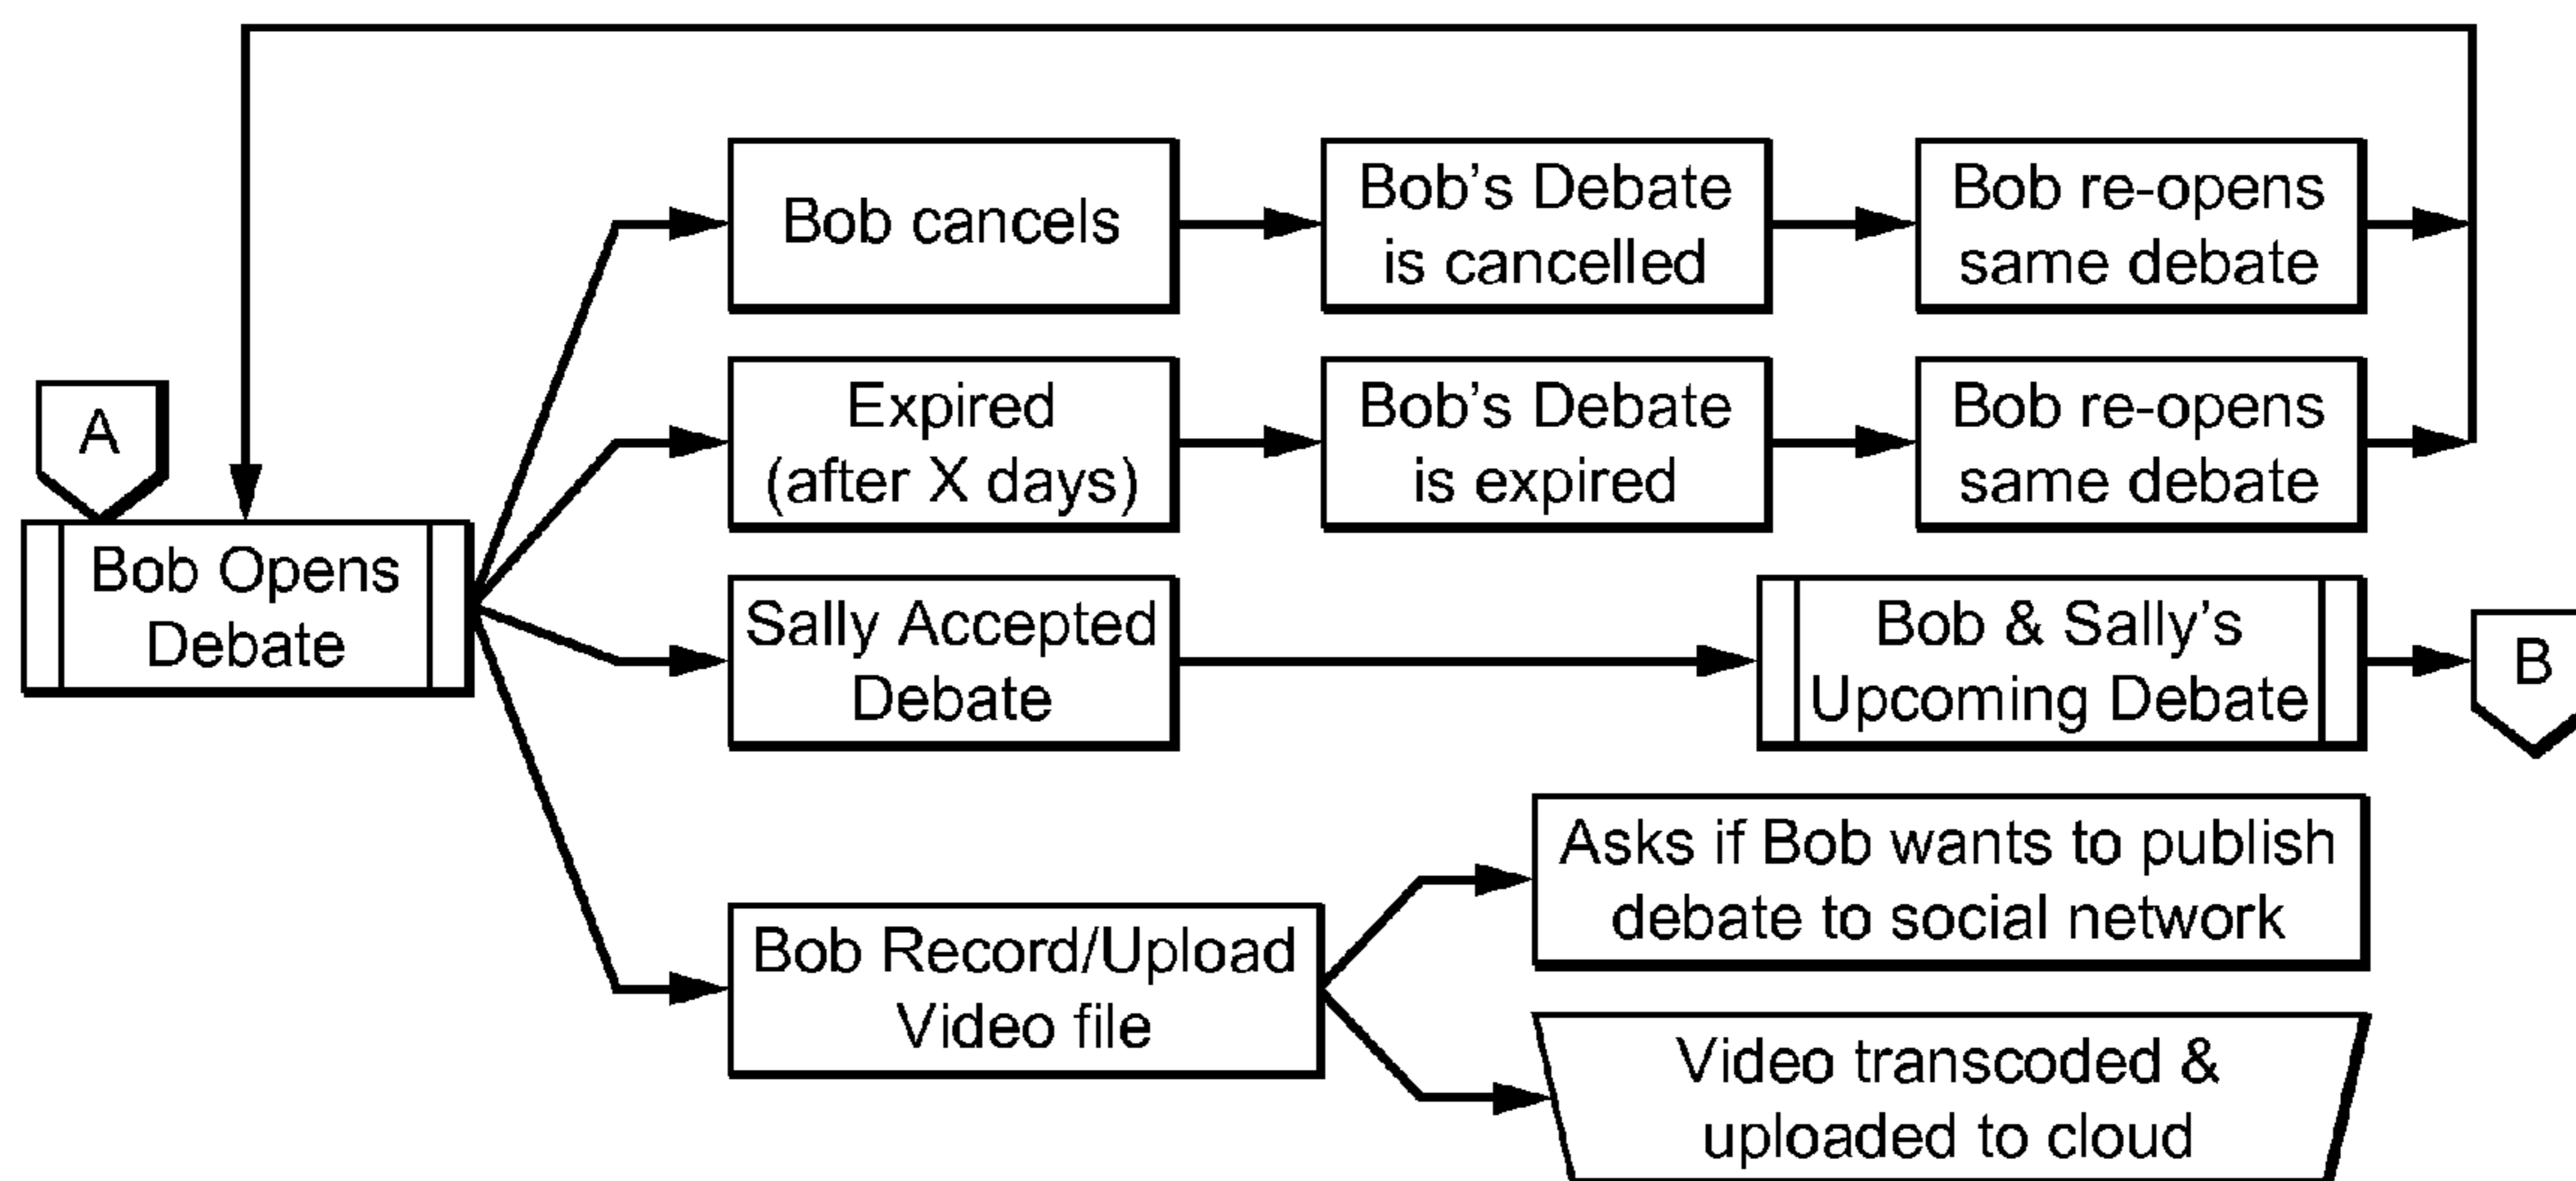 Bob cancels
Bob's Debate
is cancelled
Bob re-opens
same debate
A
Expired
(after X days)
Bob's Debate
is expired
Bob re-opens
same debate
Bob Opens
Debate
Sally Accepted
Debate
Bob & Sally's
Upcoming Debate
B
Bob Record/Upload
Video file
Asks if Bob wants to publish
debate to social network
Video transcoded &
uploaded to cloud